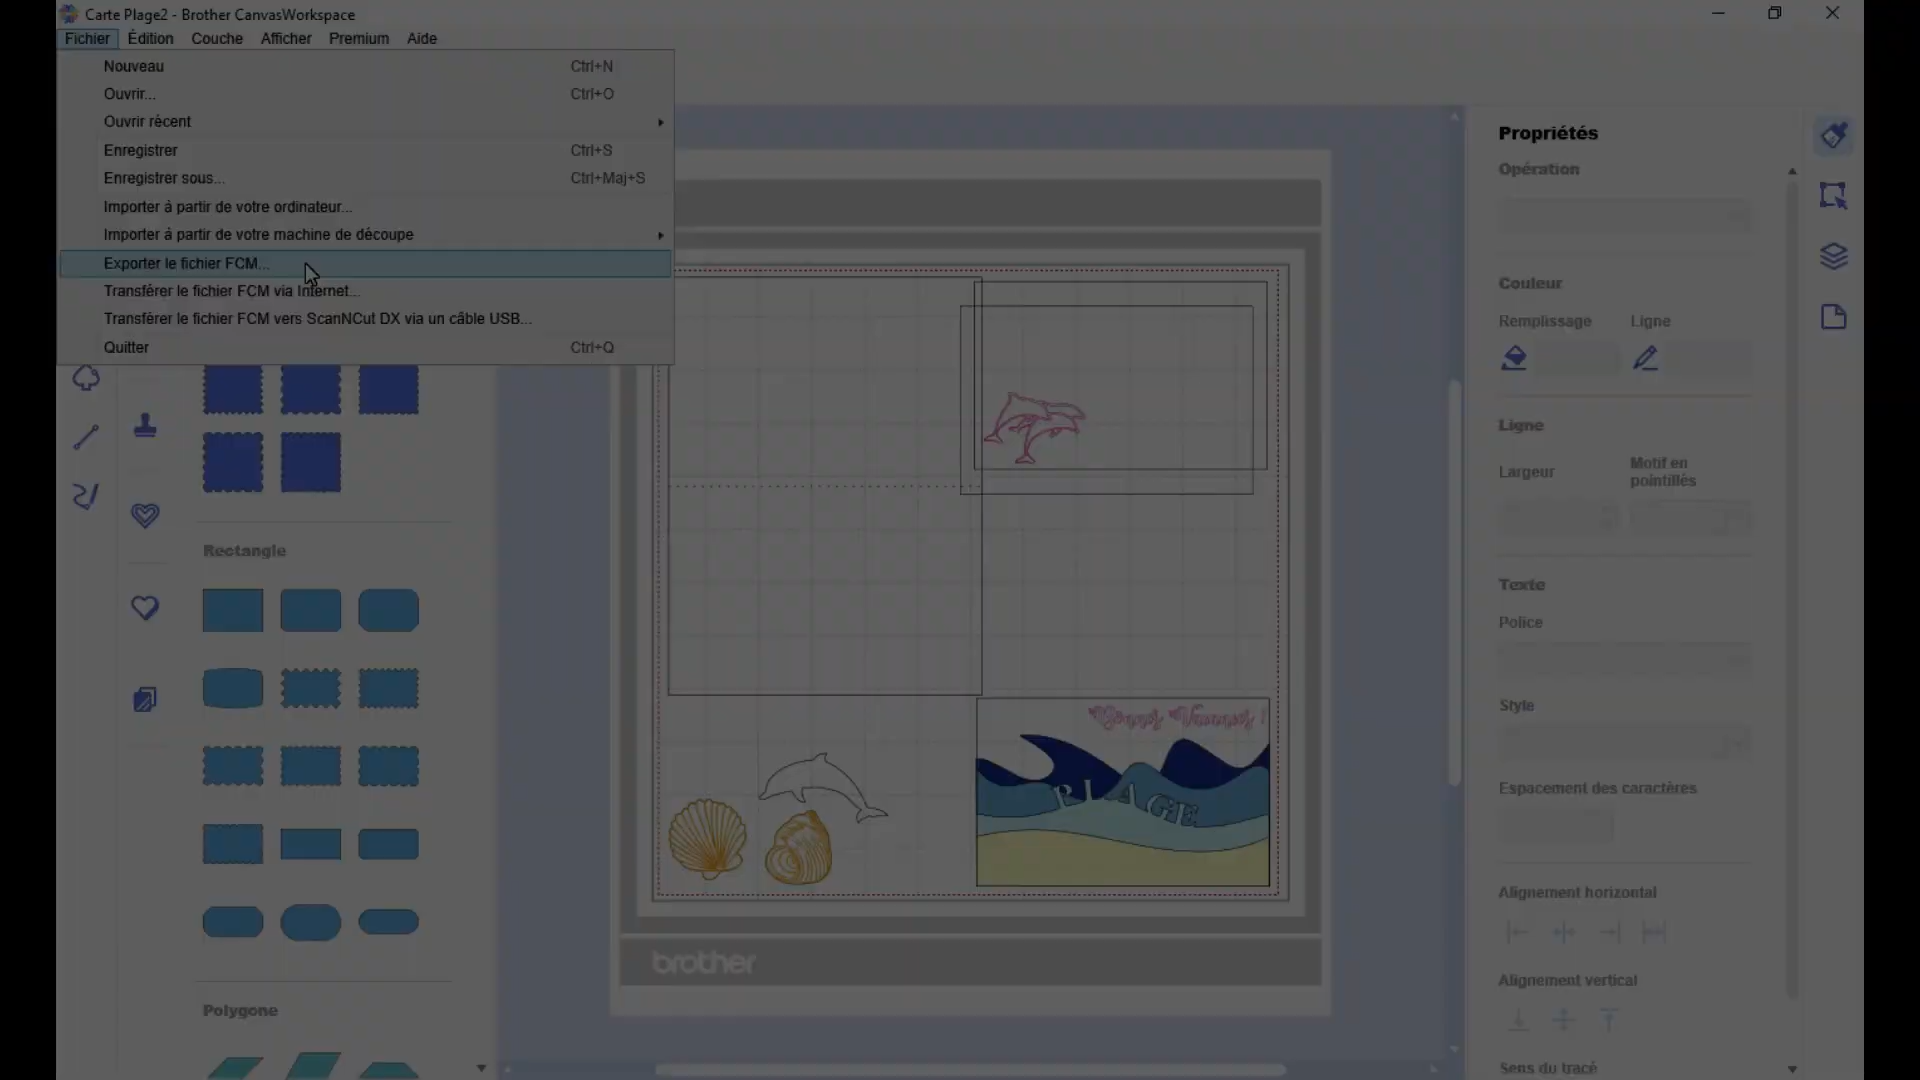 Carte Plage2 - Brother CanvasWorkspace
Fichier Édition Couche Afficher Premium Aide
Nouveau Ctrl+N
Ouvrir... Ctrl+O
Ouvrir récent
Enregistrer Ctrl+S
Enregistrer sous... Ctrl+Maj+S
Importer à partir de votre ordinateur...
Importer à partir de votre machine de découpe
Exporter le fichier FCM...
Transférer le fichier FCM via Internet...
Transférer le fichier FCM vers ScanNCut DX via un câble USB...
Quitter Ctrl+Q
Rectangle
Polygone
Bonnes Vacances !
PLAGE
brother
Propriétés
Opération
Couleur
Remplissage Ligne
Ligne
Largeur Motif en pointillés
Texte
Police
Style
Espacement des caractères
Alignement horizontal
Alignement vertical
Sens du tracé